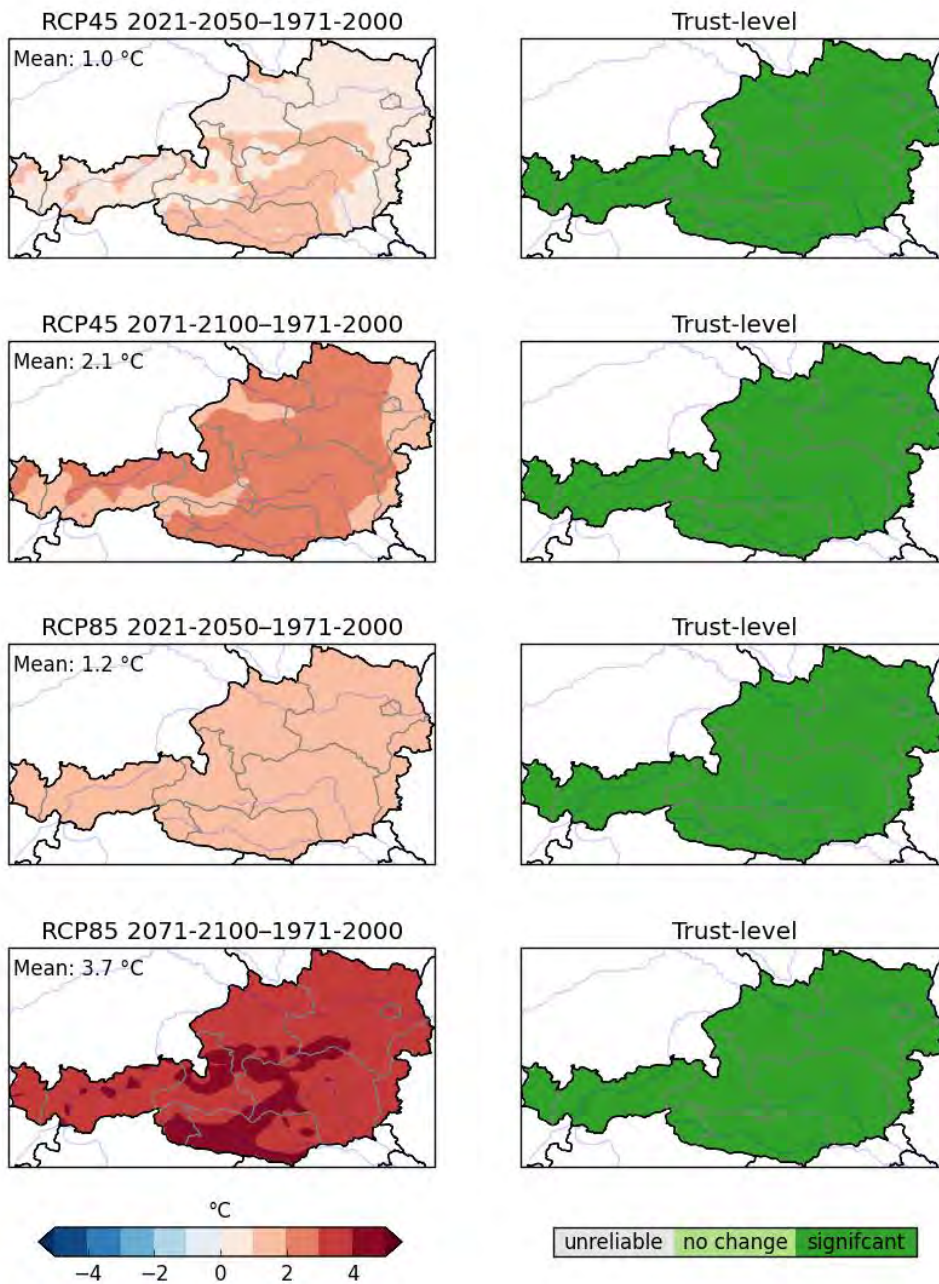 RCP45 2021-2050–1971-2000
Trust-level
Mean: 1.0 °C
RCP45 2071-2100–1971-2000
Trust-level
Mean: 2.1 °C
RCP85 2021-2050–1971-2000
Trust-level
Mean: 1.2 °C
RCP85 2071-2100–1971-2000
Trust-level
Mean: 3.7 °C
°C
−4 −2 0 2 4
unreliable no change signifcant